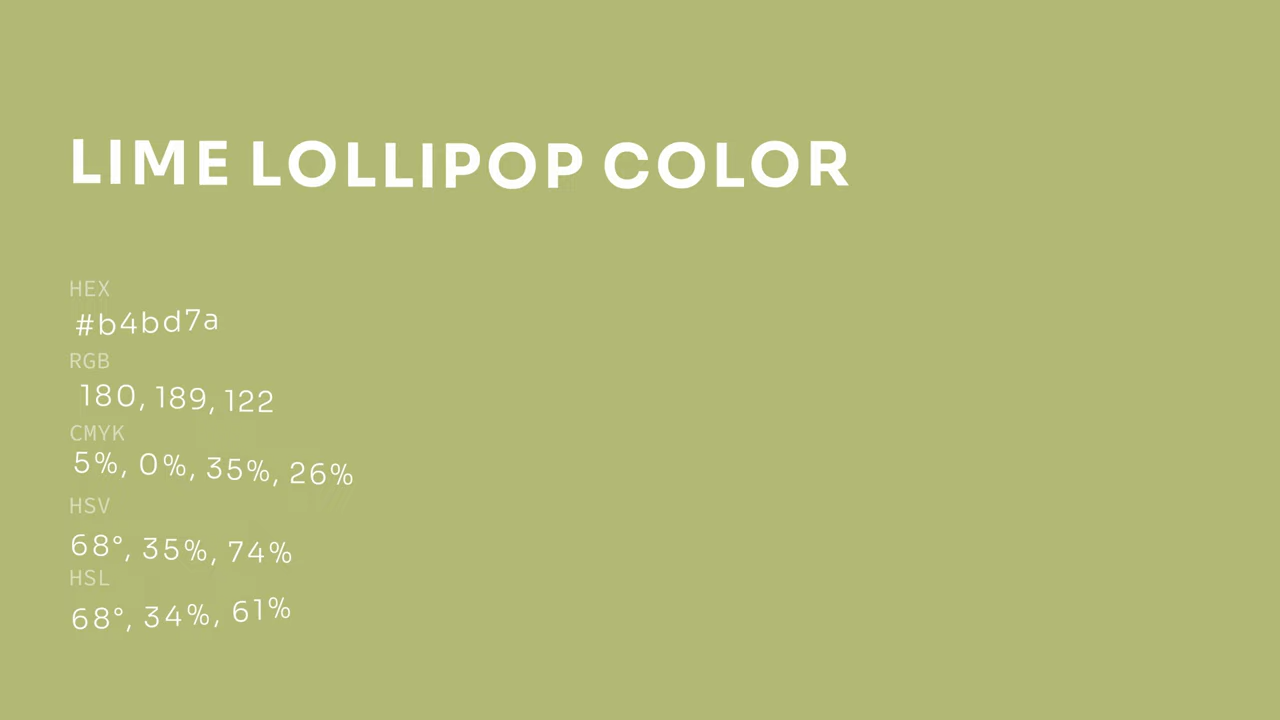 LIME LOLLIPOP COLOR
HEX
#b4bd7a
RGB
180, 189, 122
CMYK
5%, 0%, 35%, 26%
HSV
68°, 35%, 74%
HSL
68°, 34%, 61%